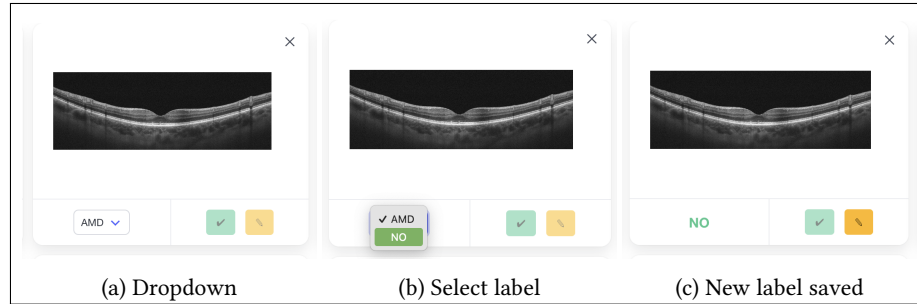 AMD
✓ AMD
NO
NO
(a) Dropdown
(b) Select label
(c) New label saved